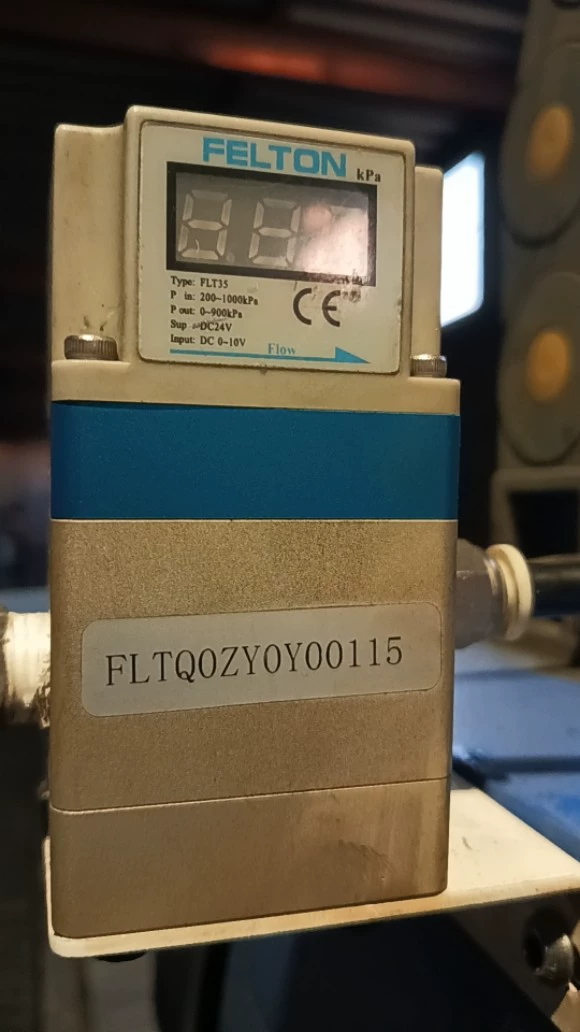 FELTON
kPa
Type: FLT35
P in: 200~1000kPa
P out: 0~900kPa
Sup DC24V
Input: DC 0~10V
CE
Flow
FLTQ0ZY0Y00115